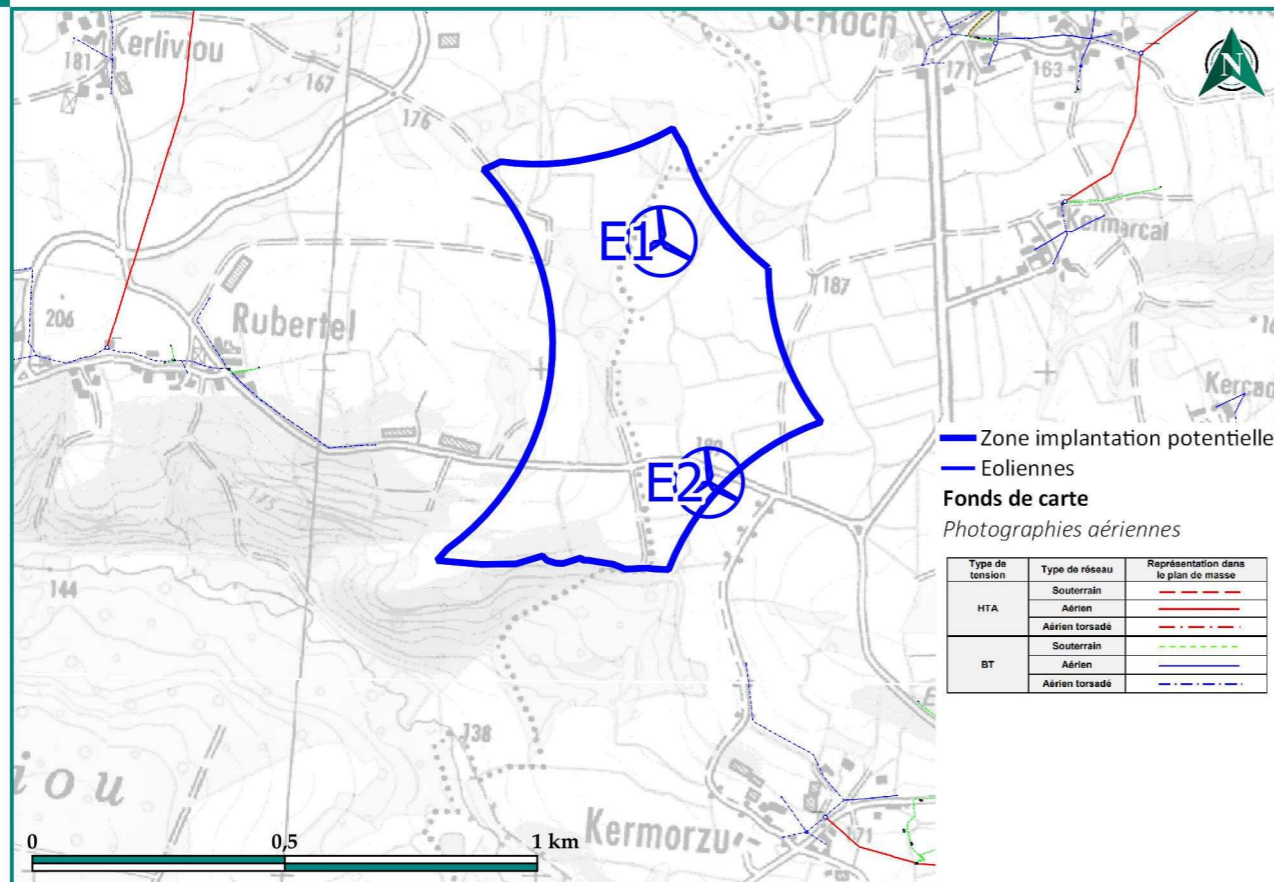 St-Roch
Kerliviou
181
167
171
163
N
176
E1
Kermarcal
187
206
Rubertel
Kercad
189
Zone implantation potentielle
E2
Eoliennes
Fonds de carte
Photographies aériennes
Type de tension Type de réseau Représentation dans le plan de masse
HTA Souterrain
Aérien
Aérien torsadé
BT Souterrain
Aérien
Aérien torsadé
144
138
iou
Kermorzu
171
0 0,5 1 km